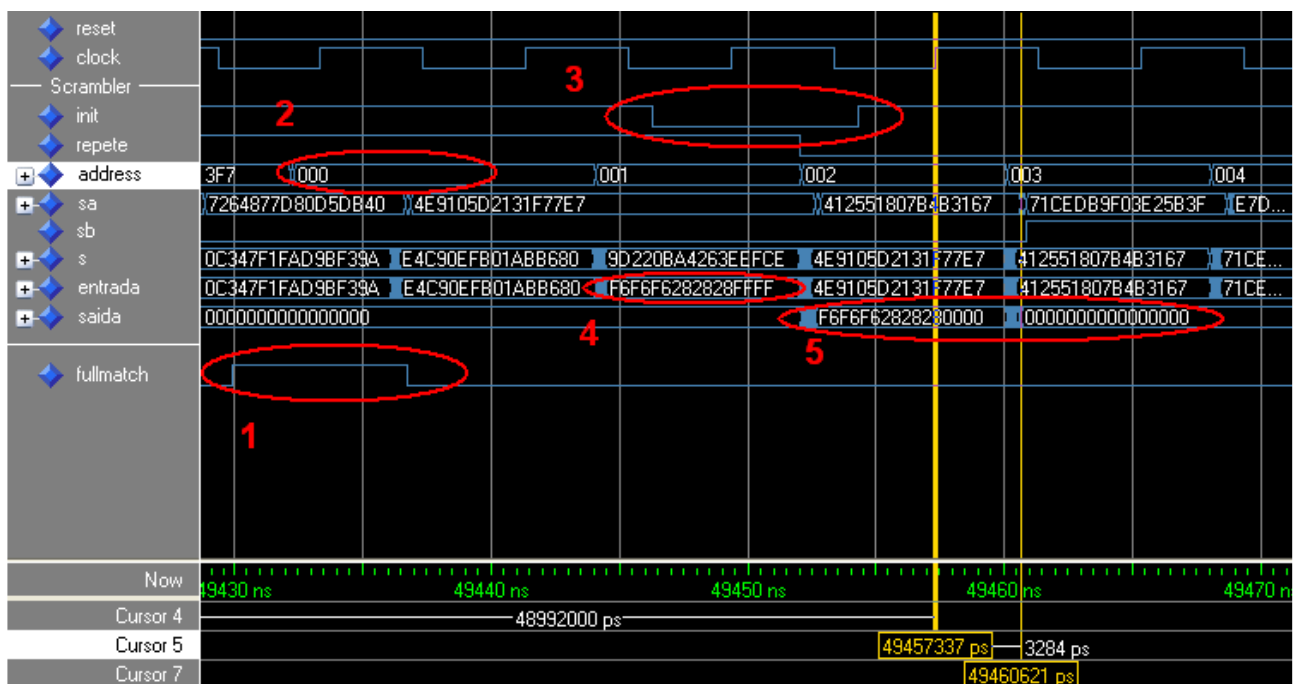 reset
clock
Scrambler
3
init
2
repete
address 3F7 000 001 002 003 004
sa 7264877D80D5DB40 4E9105D2131F77E7 412551807B4B3167 71CEDB9F03E25B3F E7D...
sb
s 0C347F1FAD9BF39A E4C90EFB01ABB680 9D220BA4263EEFCE 4E9105D2131F77E7 412551807B4B3167 71CE...
entrada 0C347F1FAD9BF39A E4C90EFB01ABB680 F6F6F6282828FFFF 4E9105D2131F77E7 412551807B4B3167 71CE...
saida 0000000000000000 F6F6F62828280000 0000000000000000
4 5
fullmatch
1
Now 49430 ns 49440 ns 49450 ns 49460 ns 49470 n
Cursor 4 48992000 ps
Cursor 5 49457337 ps 3284 ps
Cursor 7 49460621 ps